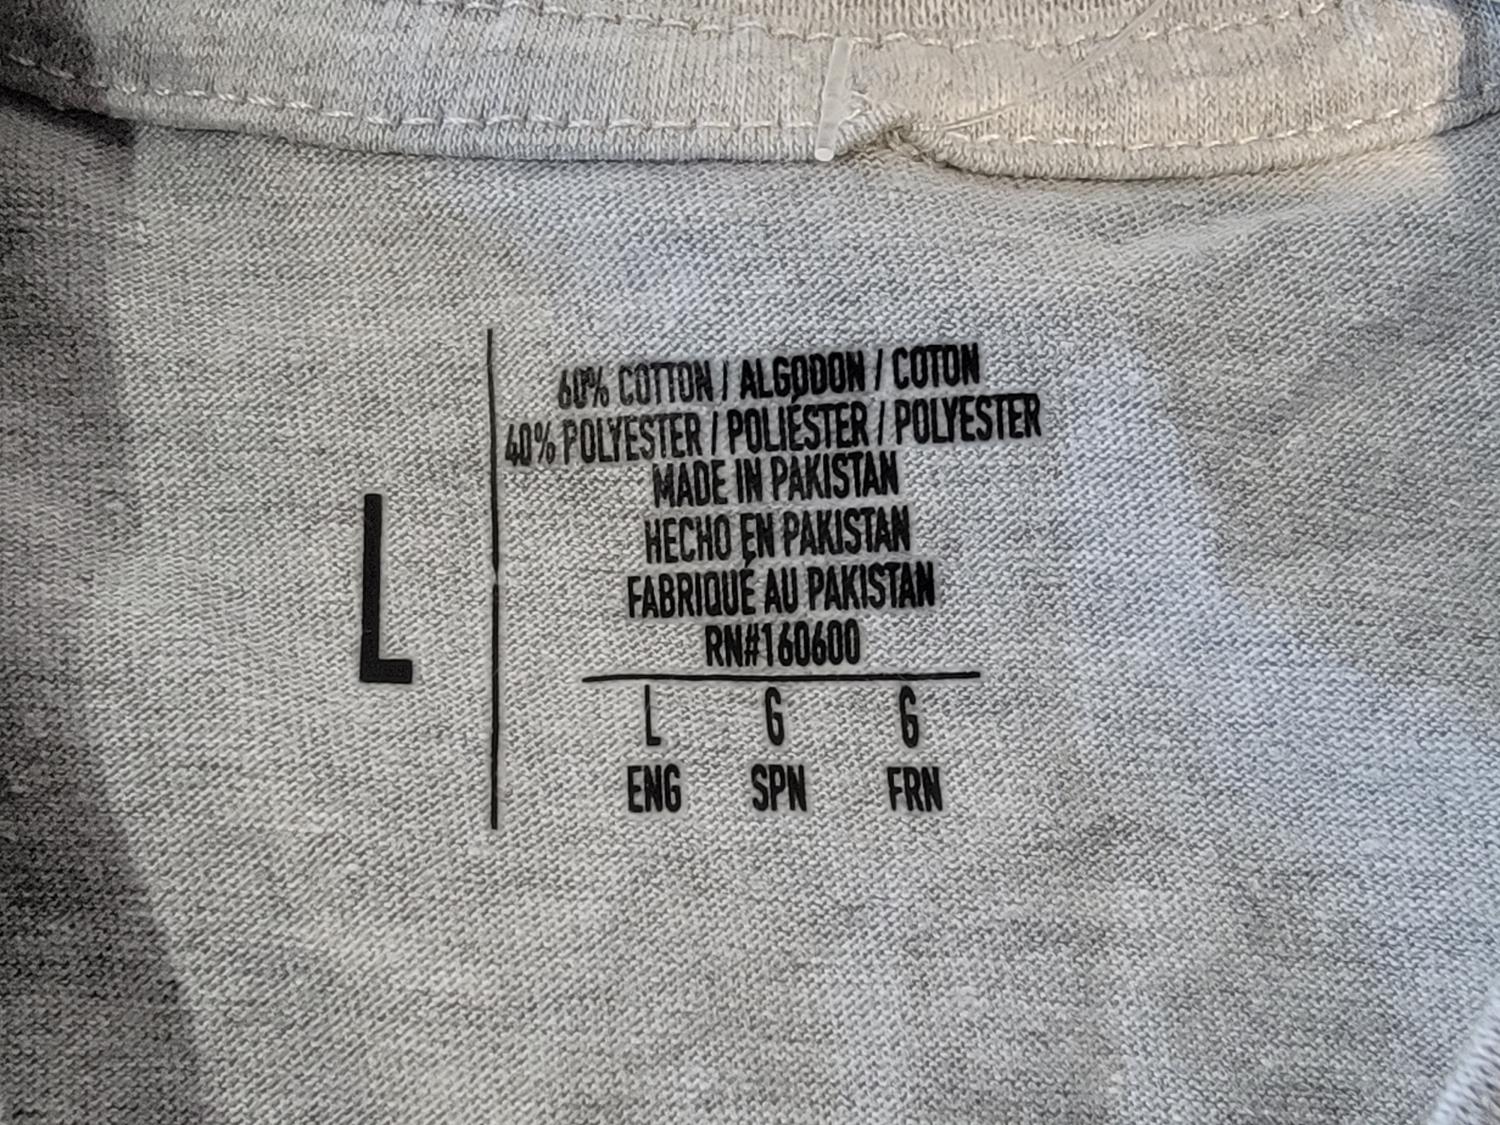 L
60% COTTON / ALGODON / COTON
40% POLYESTER / POLIÉSTER / POLYESTER
MADE IN PAKISTAN
HECHO EN PAKISTAN
FABRIQUÉ AU PAKISTAN
RN#160600
L G G
ENG SPN FRN